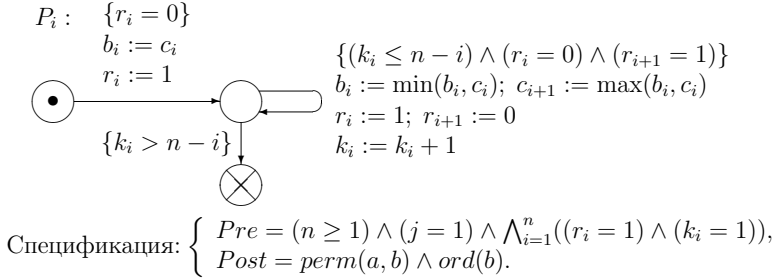 P_i :
{r_i = 0}
b_i := c_i
r_i := 1
{(k_i ≤ n − i) ∧ (r_i = 0) ∧ (r_{i+1} = 1)}
b_i := min(b_i, c_i); c_{i+1} := max(b_i, c_i)
r_i := 1; r_{i+1} := 0
k_i := k_i + 1
{k_i > n − i}
Спецификация: { Pre = (n ≥ 1) ∧ (j = 1) ∧ ⋀_{i=1}^{n}((r_i = 1) ∧ (k_i = 1)),
Post = perm(a, b) ∧ ord(b).